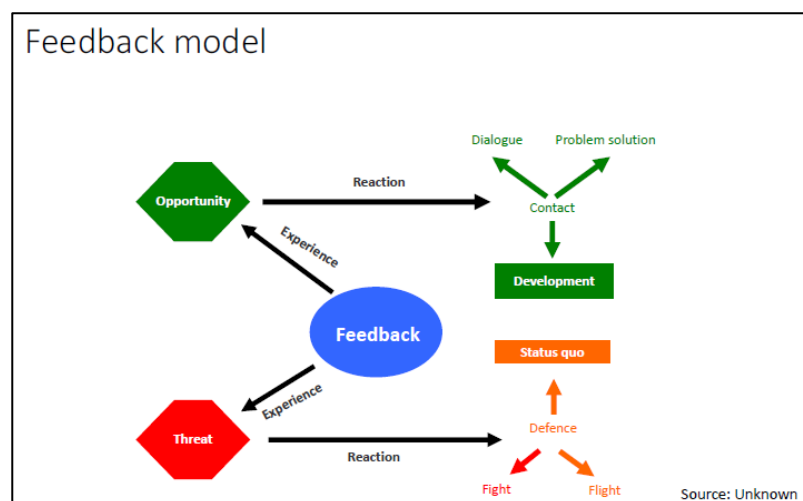 Feedback model
Dialogue
Problem solution
Reaction
Opportunity
Contact
Experience
Development
Feedback
Status quo
Experience
Threat
Defence
Reaction
Fight
Flight
Source: Unknown